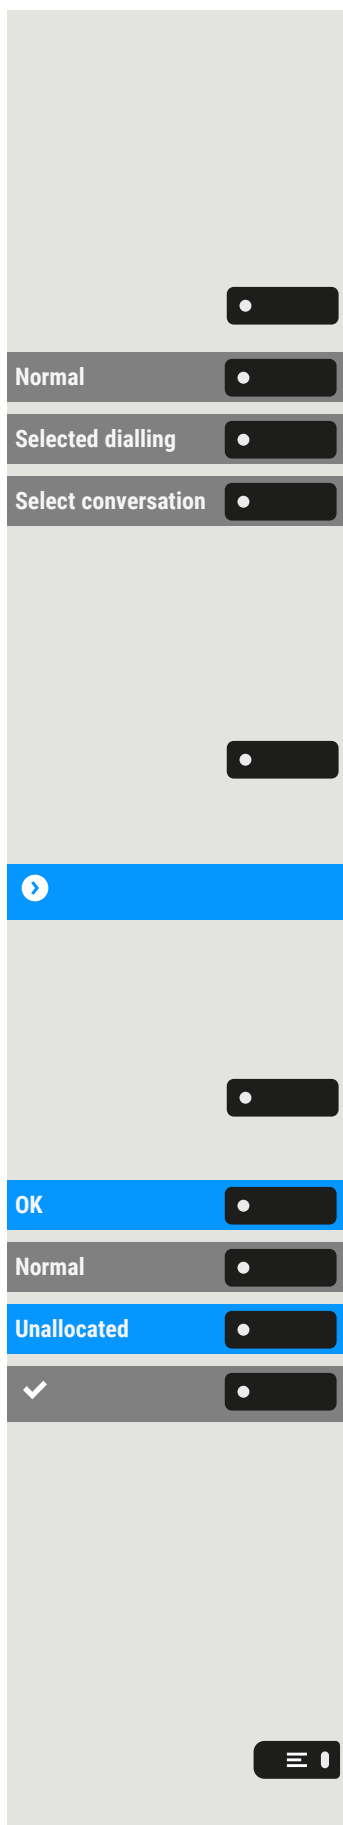 Normal
Selected dialling
Select conversation
OK
Normal
Unallocated